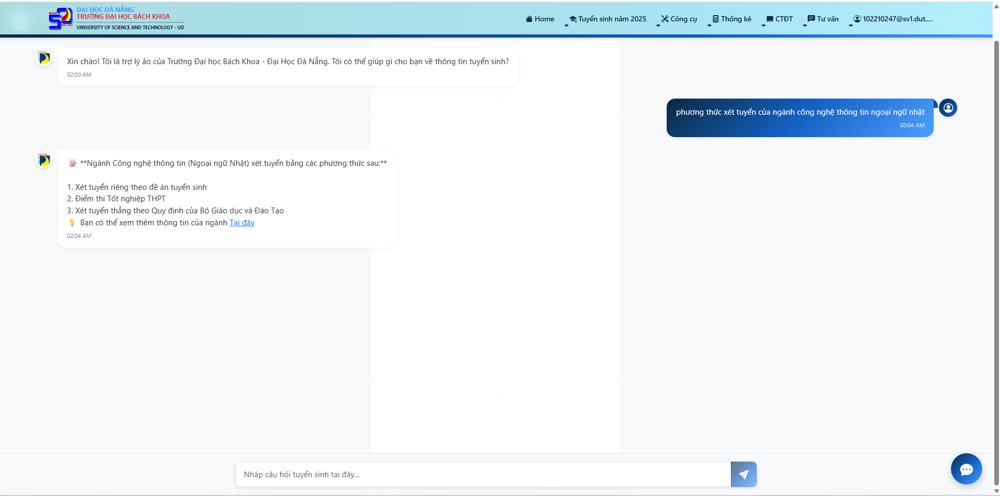 ĐẠI HỌC ĐÀ NẴNG
TRƯỜNG ĐẠI HỌC BÁCH KHOA
UNIVERSITY OF SCIENCE AND TECHNOLOGY - UD
Home
Tuyển sinh năm 2025
Công cụ
Thống kê
CTĐT
Tư vấn
102210247@sv1.dut....
Xin chào! Tôi là trợ lý ảo của Trường Đại học Bách Khoa - Đại Học Đà Nẵng. Tôi có thể giúp gì cho bạn về thông tin tuyển sinh?
02:00 AM
phương thức xét tuyển của ngành công nghệ thông tin ngoại ngữ nhật
02:04 AM
**Ngành Công nghệ thông tin (Ngoại ngữ Nhật) xét tuyển bằng các phương thức sau:**
1. Xét tuyển riêng theo đề án tuyển sinh
2. Điểm thi Tốt nghiệp THPT
3. Xét tuyển thẳng theo Quy định của Bộ Giáo dục và Đào Tạo
💡 Bạn có thể xem thêm thông tin của ngành Tại đây
02:04 AM
Nhập câu hỏi tuyển sinh tại đây...